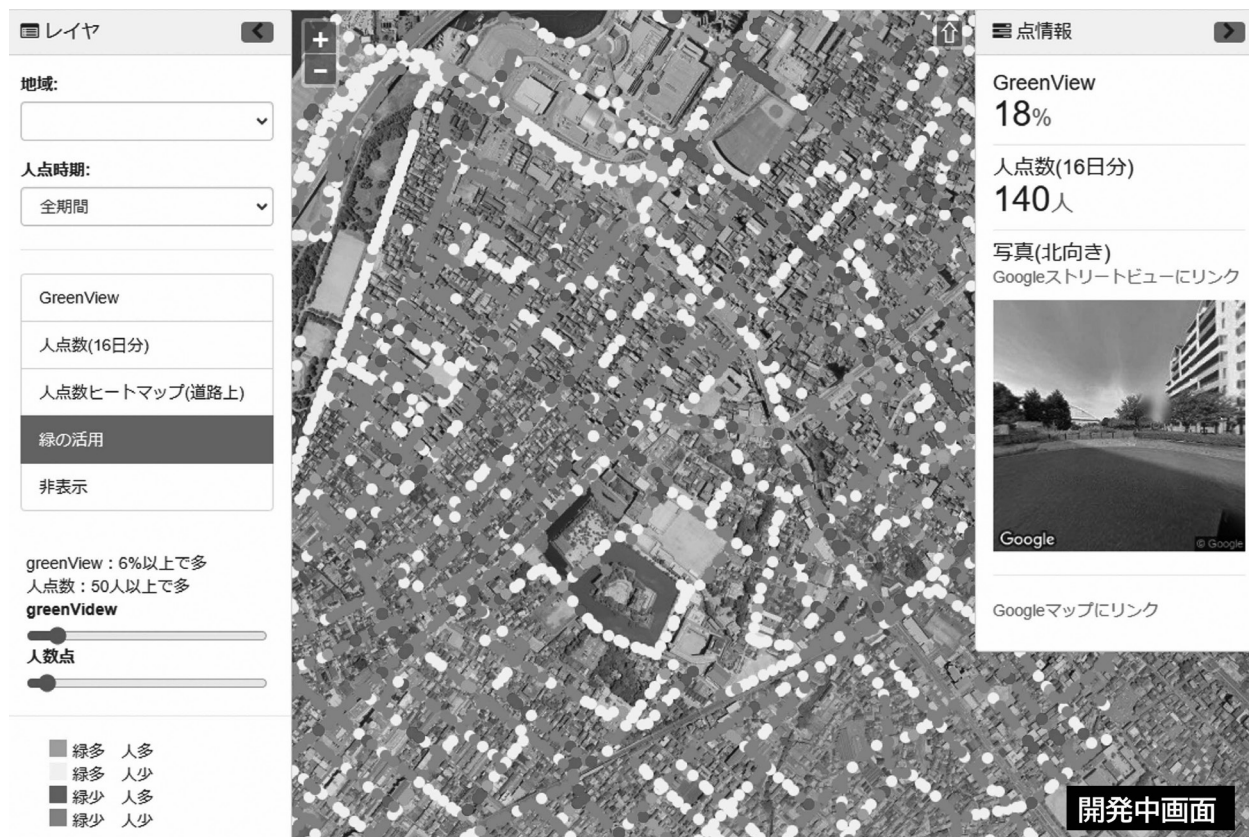 レイヤ
地域:
人点時期:
全期間
GreenView
人点数(16日分)
人点数ヒートマップ(道路上)
緑の活用
非表示
greenView：6%以上で多
人点数：50人以上で多
greenVidew
人数点
緑多 人多
緑多 人少
緑少 人多
緑少 人少
+
−
点情報
GreenView
18%
人点数(16日分)
140人
写真(北向き)
Googleストリートビューにリンク
Google
© Google
Googleマップにリンク
開発中画面